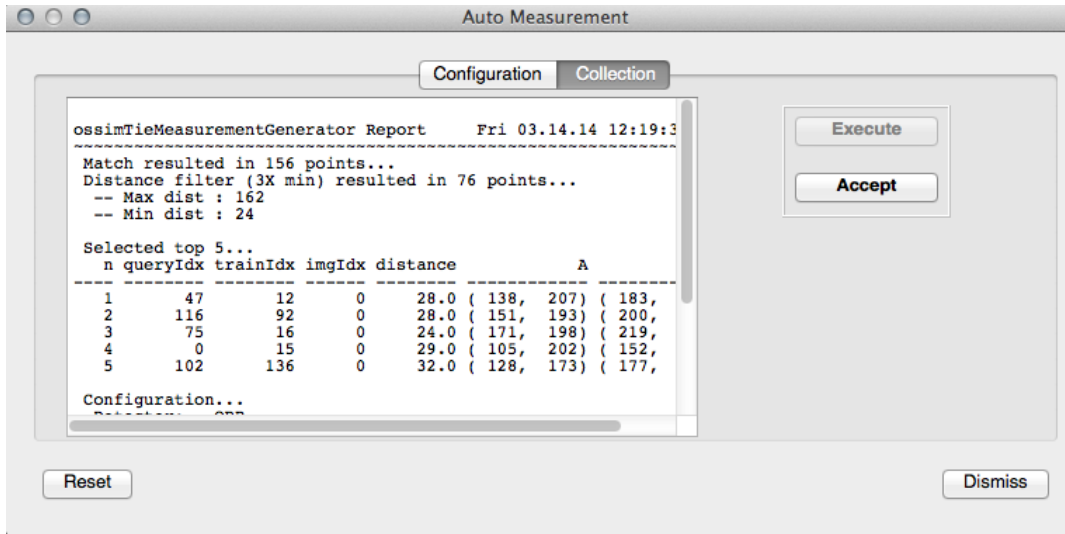 Auto Measurement
Configuration Collection
ossimTieMeasurementGenerator Report Fri 03.14.14 12:19:3
~~~~~~~~~~~~~~~~~~~~~~~~~~~~~~~~~~~~~~~~~~~~~~~~~~~~~~~~~~~~
Match resulted in 156 points...
Distance filter (3X min) resulted in 76 points...
-- Max dist : 162
-- Min dist : 24
Selected top 5...
n queryIdx trainIdx imgIdx distance A
---- -------- -------- ------ -------- ------------ --------
1 47 12 0 28.0 ( 138, 207) ( 183,
2 116 92 0 28.0 ( 151, 193) ( 200,
3 75 16 0 24.0 ( 171, 198) ( 219,
4 0 15 0 29.0 ( 105, 202) ( 152,
5 102 136 0 32.0 ( 128, 173) ( 177,
Configuration...
Execute
Accept
Reset
Dismiss